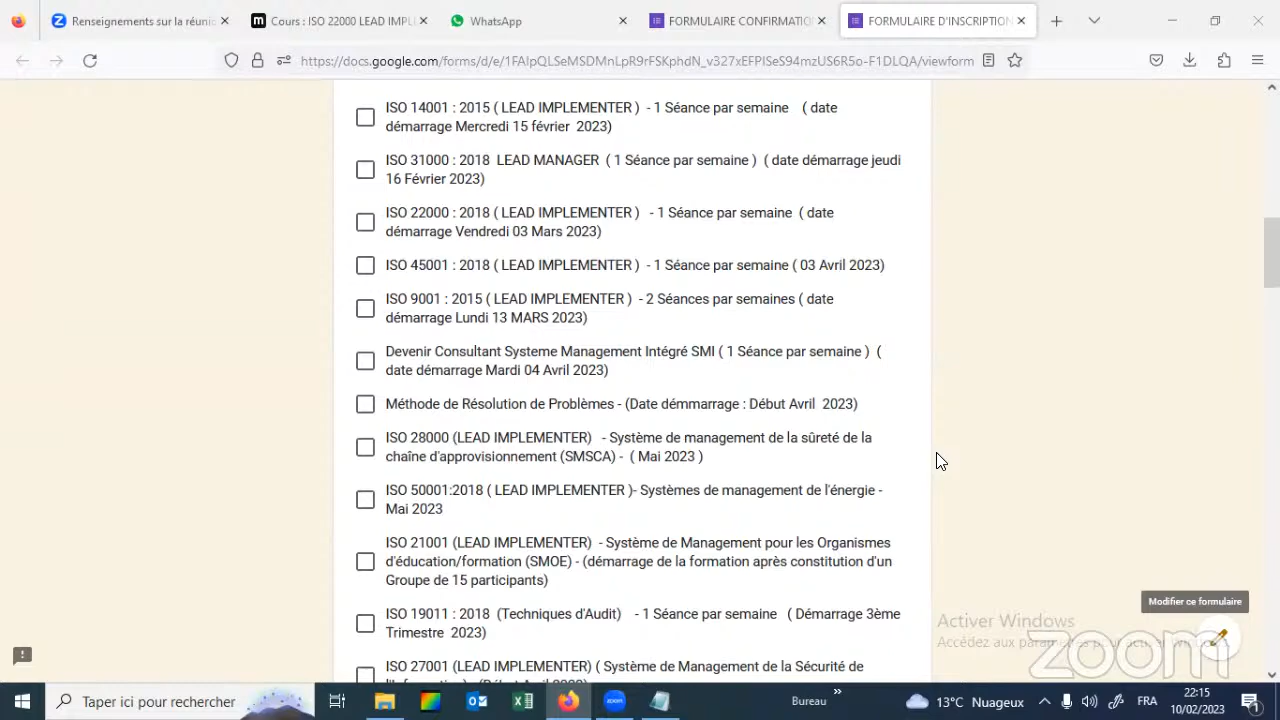 Renseignements sur la réunio
Cours : ISO 22000 LEAD IMPLE
WhatsApp
FORMULAIRE CONFIRMATIO
FORMULAIRE D'INSCRIPTION
https://docs.google.com/forms/d/e/1FAIpQLSeMSDMnLpR9rFSKphdN_v327xEFPISeS94mzUS6R5o-F1DLQA/viewform
ISO 14001 : 2015 ( LEAD IMPLEMENTER ) - 1 Séance par semaine ( date
démarrage Mercredi 15 février 2023)
ISO 31000 : 2018 LEAD MANAGER ( 1 Séance par semaine ) ( date démarrage jeudi
16 Février 2023)
ISO 22000 : 2018 ( LEAD IMPLEMENTER ) - 1 Séance par semaine ( date
démarrage Vendredi 03 Mars 2023)
ISO 45001 : 2018 ( LEAD IMPLEMENTER ) - 1 Séance par semaine ( 03 Avril 2023)
ISO 9001 : 2015 ( LEAD IMPLEMENTER ) - 2 Séances par semaines ( date
démarrage Lundi 13 MARS 2023)
Devenir Consultant Systeme Management Intégré SMI ( 1 Séance par semaine ) (
date démarrage Mardi 04 Avril 2023)
Méthode de Résolution de Problèmes - (Date démmarrage : Début Avril 2023)
ISO 28000 (LEAD IMPLEMENTER) - Système de management de la sûreté de la
chaîne d'approvisionnement (SMSCA) - ( Mai 2023 )
ISO 50001:2018 ( LEAD IMPLEMENTER )- Systèmes de management de l'énergie -
Mai 2023
ISO 21001 (LEAD IMPLEMENTER) - Système de Management pour les Organismes
d'éducation/formation (SMOE) - (démarrage de la formation après constitution d'un
Groupe de 15 participants)
ISO 19011 : 2018 (Techniques d'Audit) - 1 Séance par semaine ( Démarrage 3ème
Trimestre 2023)
ISO 27001 (LEAD IMPLEMENTER) ( Système de Management de la Sécurité de
Modifier ce formulaire
Activer Windows
Accédez aux paramètres pour activer
zoom
Taper ici pour rechercher
zoom
Bureau
13°C Nuageux
FRA
22:15
10/02/2023
1